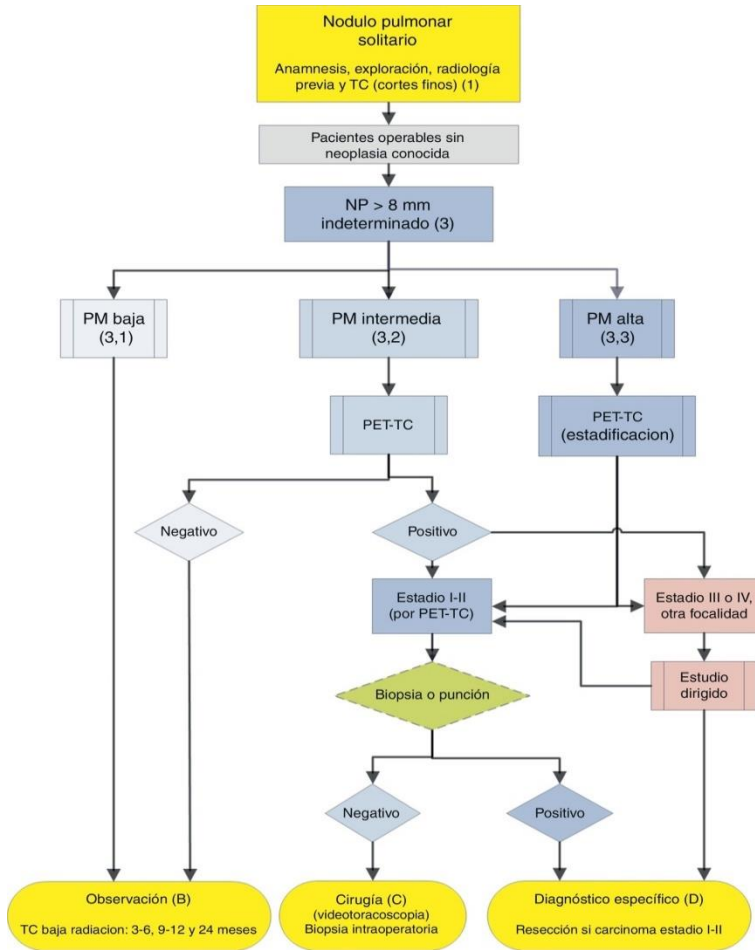 Nodulo pulmonar
solitario
Anamnesis, exploración, radiología
previa y TC (cortes finos) (1)
Pacientes operables sin
neoplasia conocida
NP > 8 mm
indeterminado (3)
PM baja
(3,1)
PM intermedia
(3,2)
PM alta
(3,3)
PET-TC
PET-TC
(estadificacion)
Negativo
Positivo
Estadio I-II
(por PET-TC)
Estadio III o IV,
otra focalidad
Biopsia o punción
Estudio
dirigido
Negativo
Positivo
Observación (B)
TC baja radiacion: 3-6, 9-12 y 24 meses
Cirugía (C)
(videotoracoscopia)
Biopsia intraoperatoria
Diagnóstico específico (D)
Resección si carcinoma estadio I-II